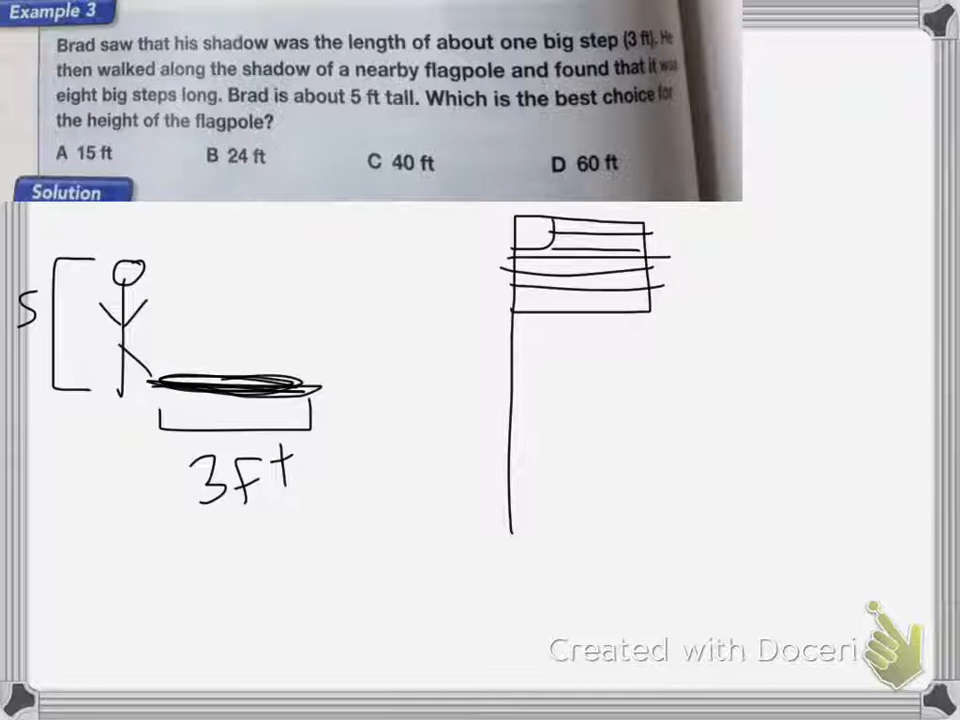 Example 3
Brad saw that his shadow was the length of about one big step (3 ft). He
then walked along the shadow of a nearby flagpole and found that it was
eight big steps long. Brad is about 5 ft tall. Which is the best choice for
the height of the flagpole?
A 15 ft B 24 ft C 40 ft D 60 ft
Solution
5
3Ft
Created with Doceri